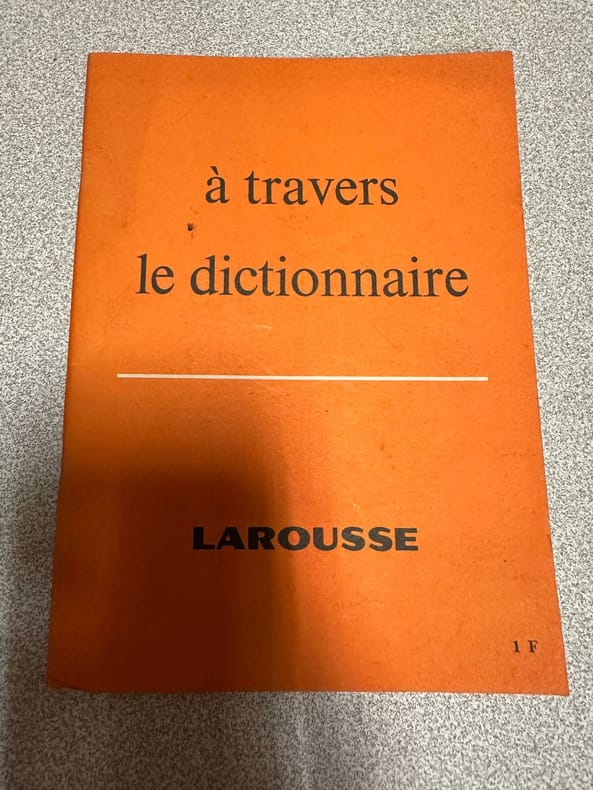 à travers
le dictionnaire
LAROUSSE
1 F